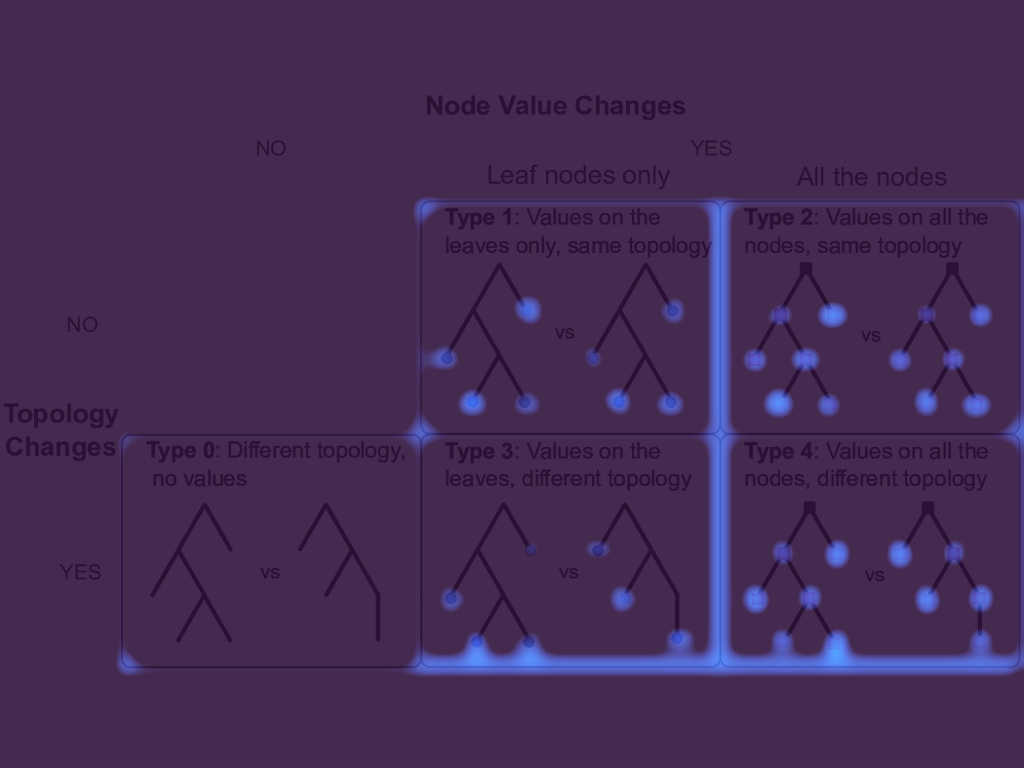 Node Value Changes
NO
YES
Leaf nodes only
All the nodes
Type 1: Values on the
leaves only, same topology
vs
Type 2: Values on all the
nodes, same topology
vs
NO
Topology
Changes
Type 0: Different topology,
no values
vs
Type 3: Values on the
leaves, different topology
vs
Type 4: Values on all the
nodes, different topology
vs
YES